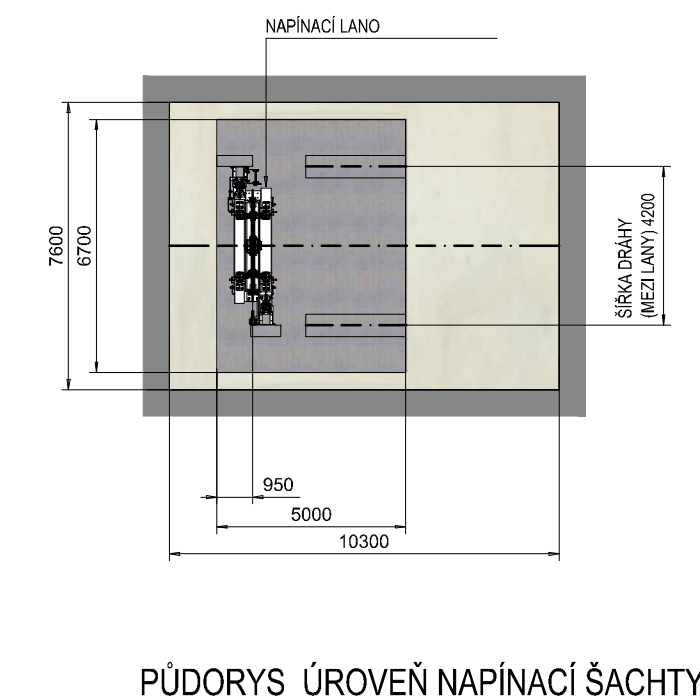 NAPÍNACÍ LANO
7600
6700
ŠÍŘKA DRÁHY
(MEZI LANY) 4200
950
5000
10300
PŮDORYS ÚROVEŇ NAPÍNACÍ ŠACHTY